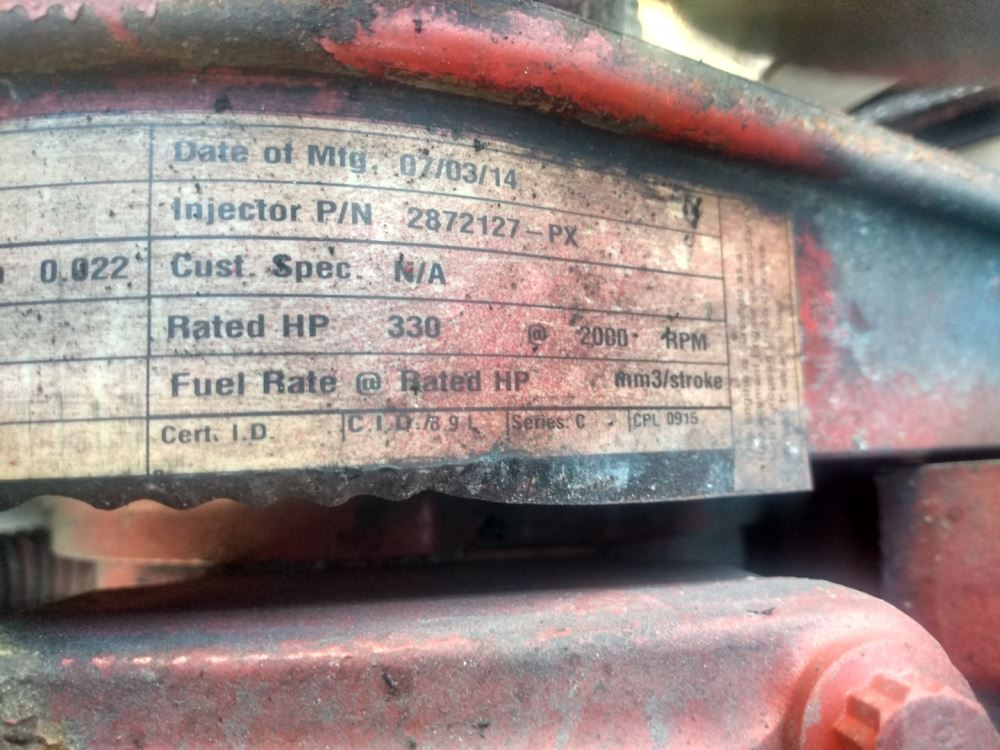 Date of Mfg. 07/03/14
Injector P/N 2872127-PX
0.022 Cust. Spec. N/A
Rated HP 330 @ 2000 RPM
Fuel Rate @ Rated HP mm3/stroke
Cert. I.D. C.I.D./8.9 L Series: C CPL 0915